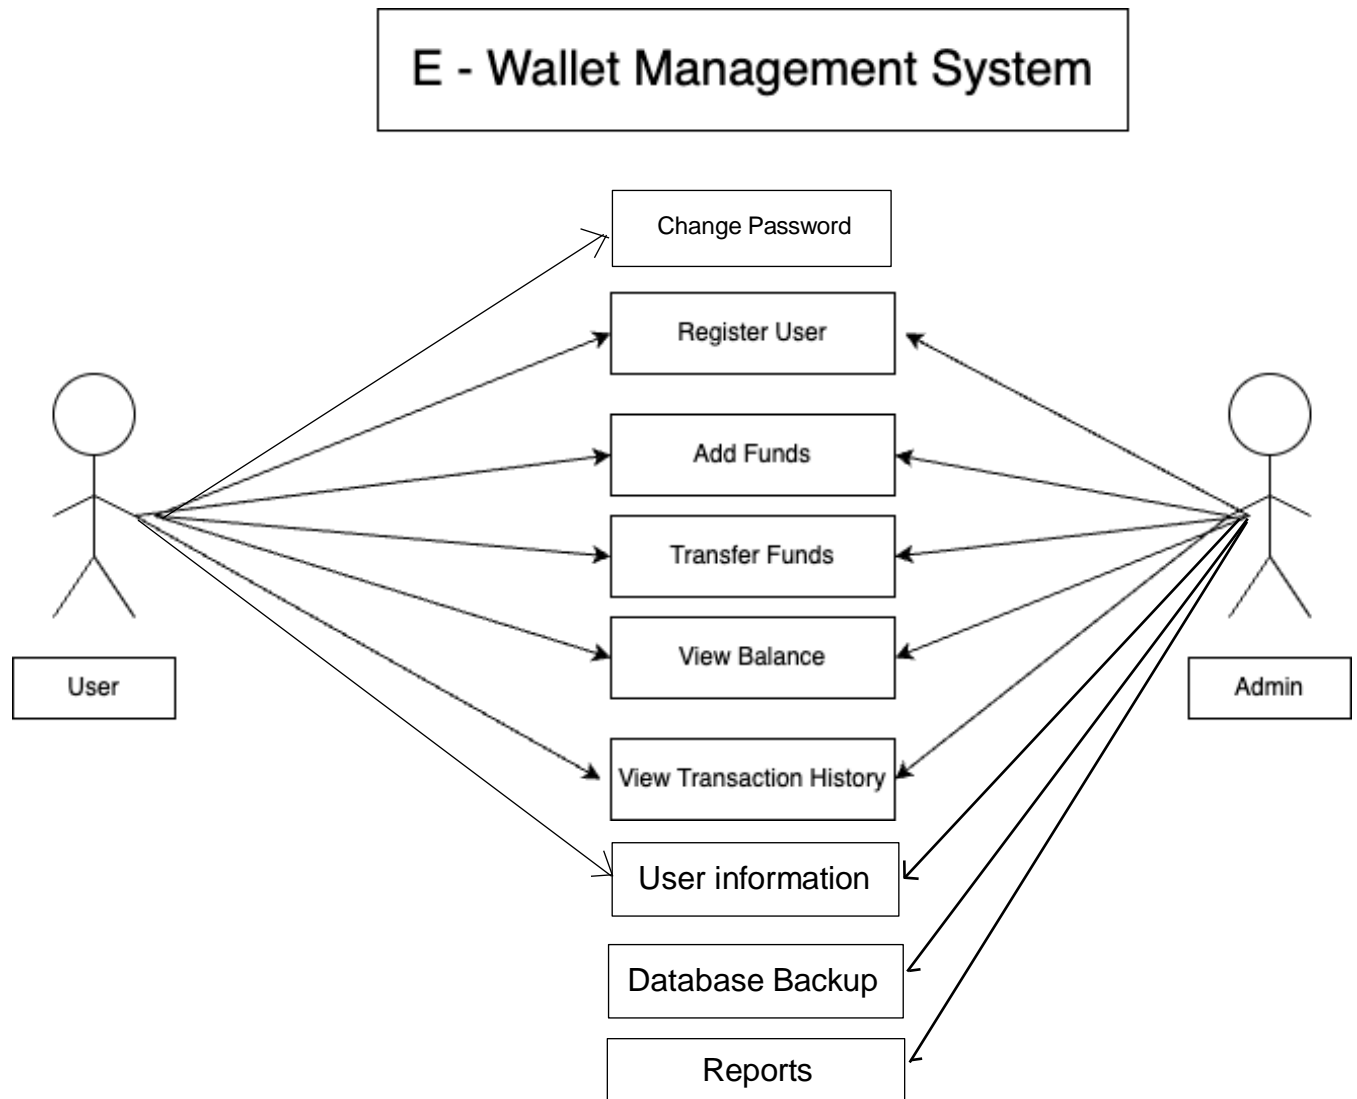 E - Wallet Management System
Change Password
Register User
Add Funds
Transfer Funds
View Balance
User
Admin
View Transaction History
User information
Database Backup
Reports